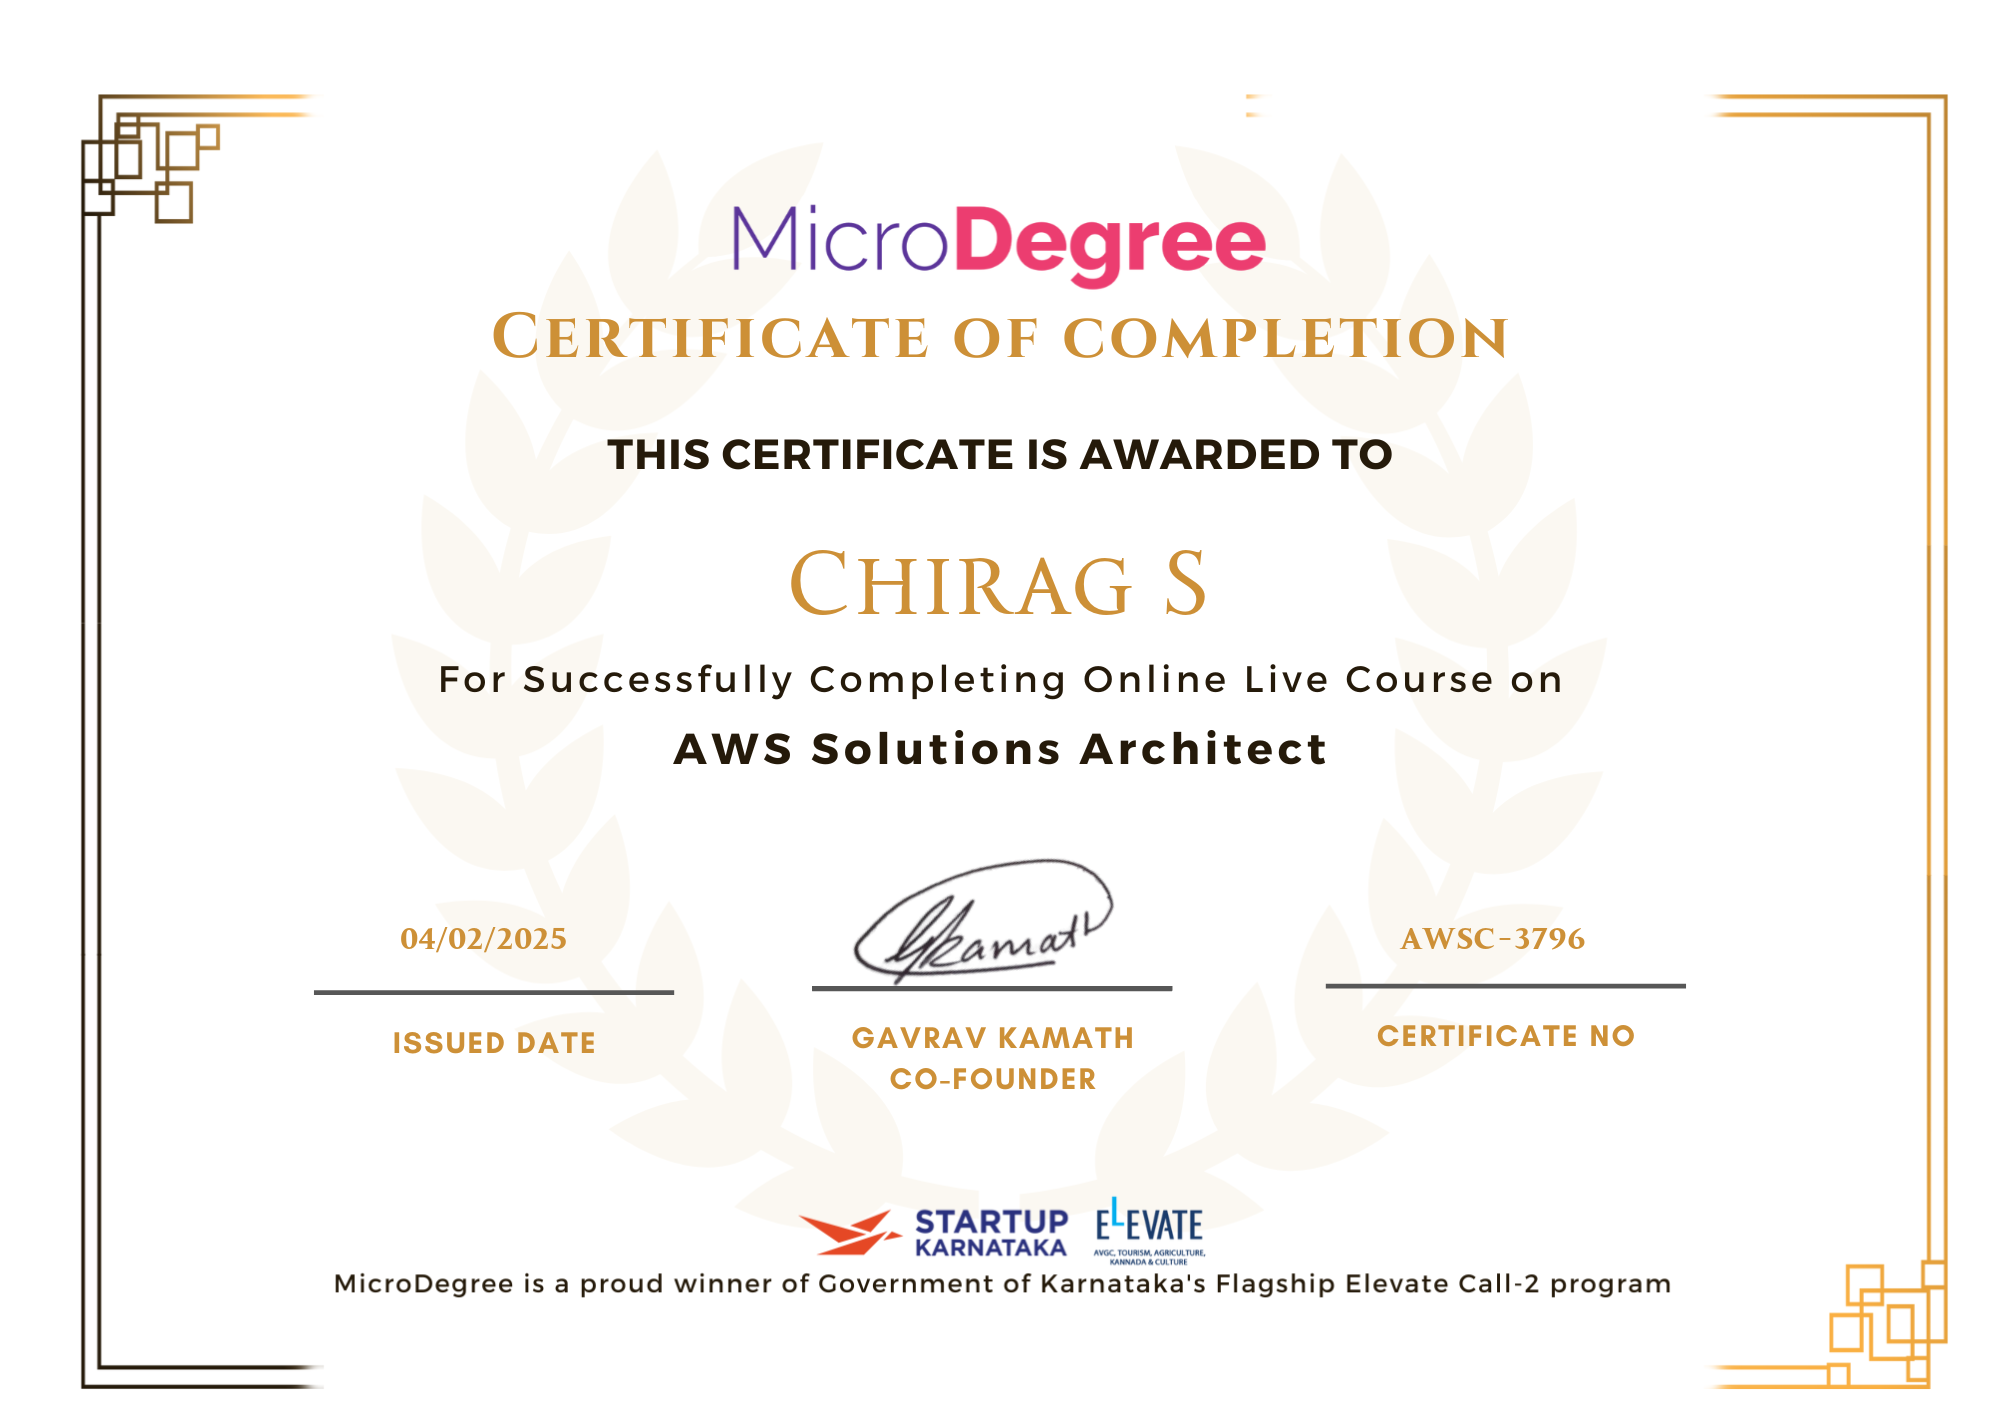 MicroDegree
CERTIFICATE OF COMPLETION
THIS CERTIFICATE IS AWARDED TO
CHIRAG S
For Successfully Completing Online Live Course on
AWS Solutions Architect
04/02/2025
GKamath
AWSC-3796
ISSUED DATE
GAVRAV KAMATH
CO-FOUNDER
CERTIFICATE NO
STARTUP
KARNATAKA
ELEVATE
AVGC, TOURISM, AGRICULTURE,
KANNADA & CULTURE
MicroDegree is a proud winner of Government of Karnataka's Flagship Elevate Call-2 program